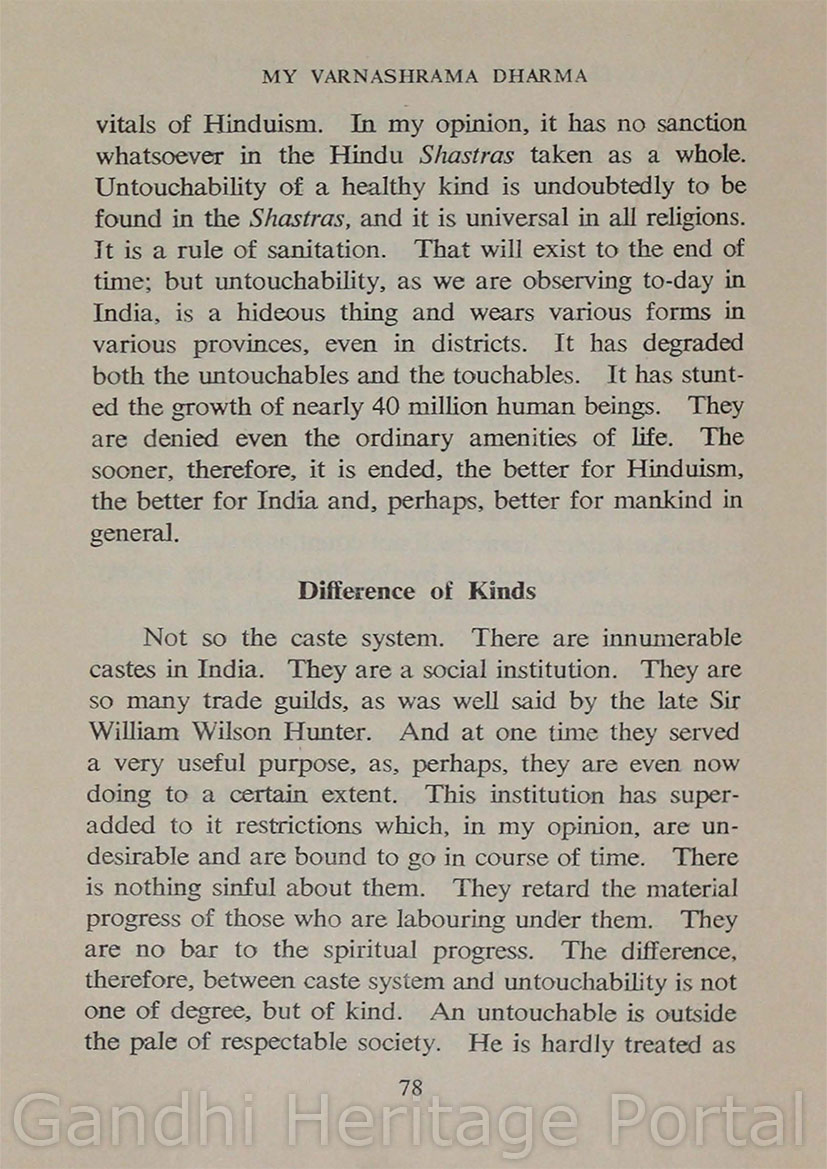 MY VARNASHRAMA DHARMA
vitals of Hinduism. In my opinion, it has no sanction
whatsoever in the Hindu Shastras taken as a whole.
Untouchability of a healthy kind is undoubtedly to be
found in the Shastras, and it is universal in all religions.
It is a rule of sanitation. That will exist to the end of
time; but untouchability, as we are observing to-day in
India, is a hideous thing and wears various forms in
various provinces, even in districts. It has degraded
both the untouchables and the touchables. It has stunt-
ed the growth of nearly 40 million human beings. They
are denied even the ordinary amenities of life. The
sooner, therefore, it is ended, the better for Hinduism,
the better for India and, perhaps, better for mankind in
general.
Difference of Kinds
Not so the caste system. There are innumerable
castes in India. They are a social institution. They are
so many trade guilds, as was well said by the late Sir
William Wilson Hunter. And at one time they served
a very useful purpose, as, perhaps, they are even now
doing to a certain extent. This institution has super-
added to it restrictions which, in my opinion, are un-
desirable and are bound to go in course of time. There
is nothing sinful about them. They retard the material
progress of those who are labouring under them. They
are no bar to the spiritual progress. The difference,
therefore, between caste system and untouchability is not
one of degree, but of kind. An untouchable is outside
the pale of respectable society. He is hardly treated as
78
Gandhi Heritage Portal